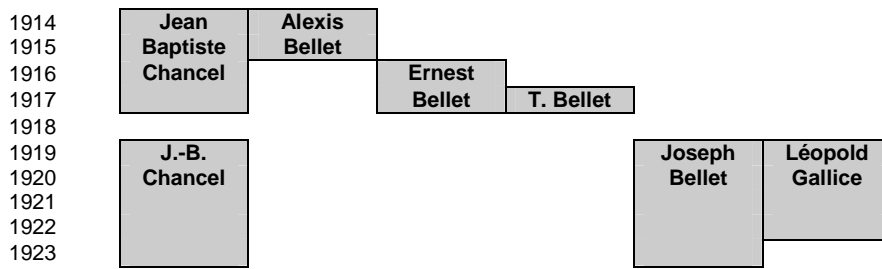 1914 Jean Alexis
1915 Baptiste Bellet
1916 Chancel Ernest
1917 Bellet T. Bellet
1918
1919 J.-B. Joseph Léopold
1920 Chancel Bellet Gallice
1921
1922
1923